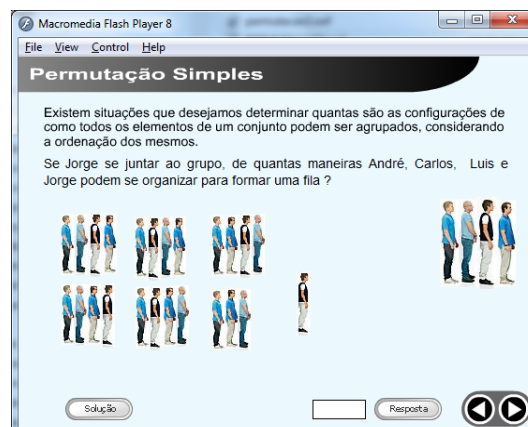 Macromedia Flash Player 8
File View Control Help
Permutação Simples
Existem situações que desejamos determinar quantas são as configurações de
como todos os elementos de um conjunto podem ser agrupados, considerando
a ordenação dos mesmos.
Se Jorge se juntar ao grupo, de quantas maneiras André, Carlos, Luis e
Jorge podem se organizar para formar uma fila ?
Solução
Resposta